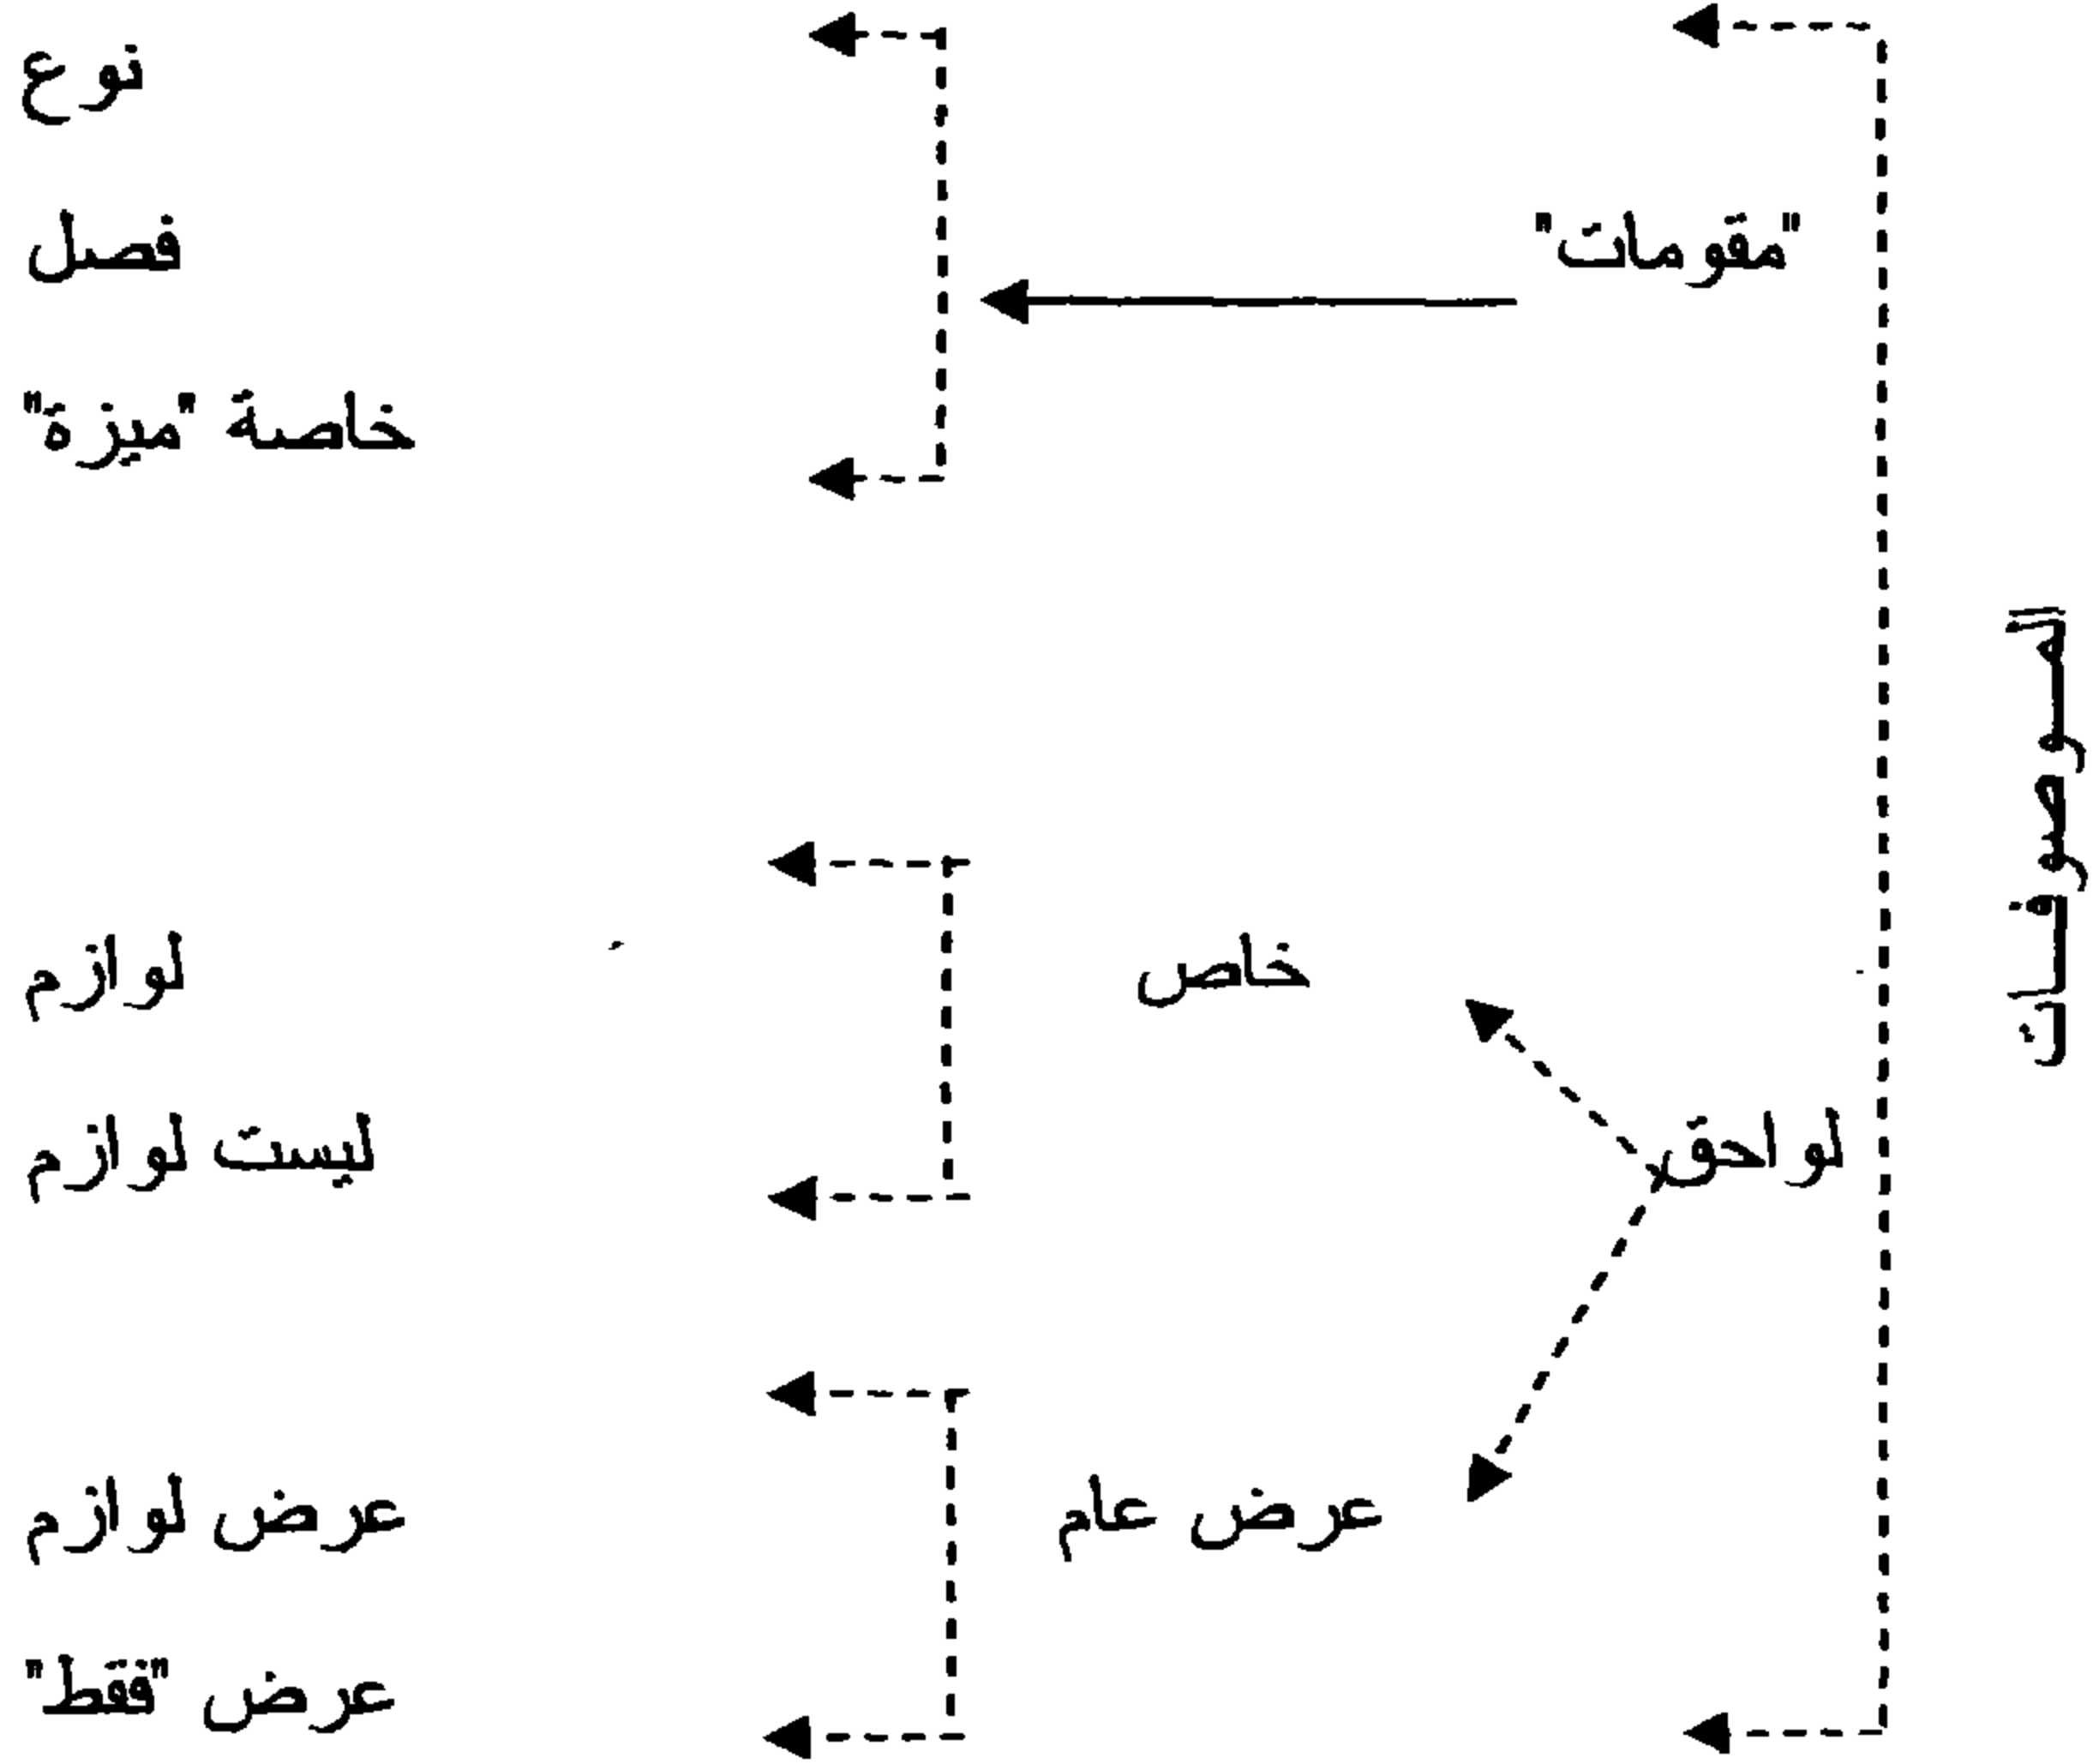 نوع
"مقومات" فصل
خاصة "ميزة"
الموصوفات
خاص لوازم
لواحق ليست لوازم
عرض عام عرض لوازم
عرض "فقط"